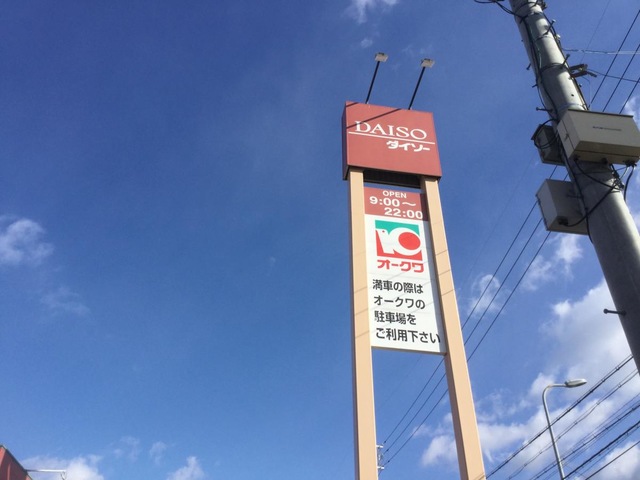 DAISO
ダイソー
OPEN
9:00～
22:00
オークワ
満車の際は
オークワの
駐車場を
ご利用下さい